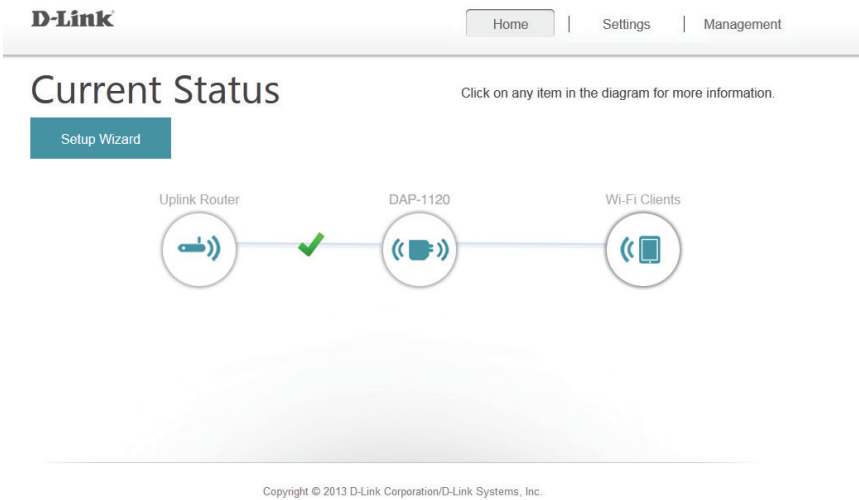 D-Link
Home | Settings | Management
Current Status
Click on any item in the diagram for more information.
Setup Wizard
Uplink Router
DAP-1120
Wi-Fi Clients
Copyright © 2013 D-Link Corporation/D-Link Systems, Inc.